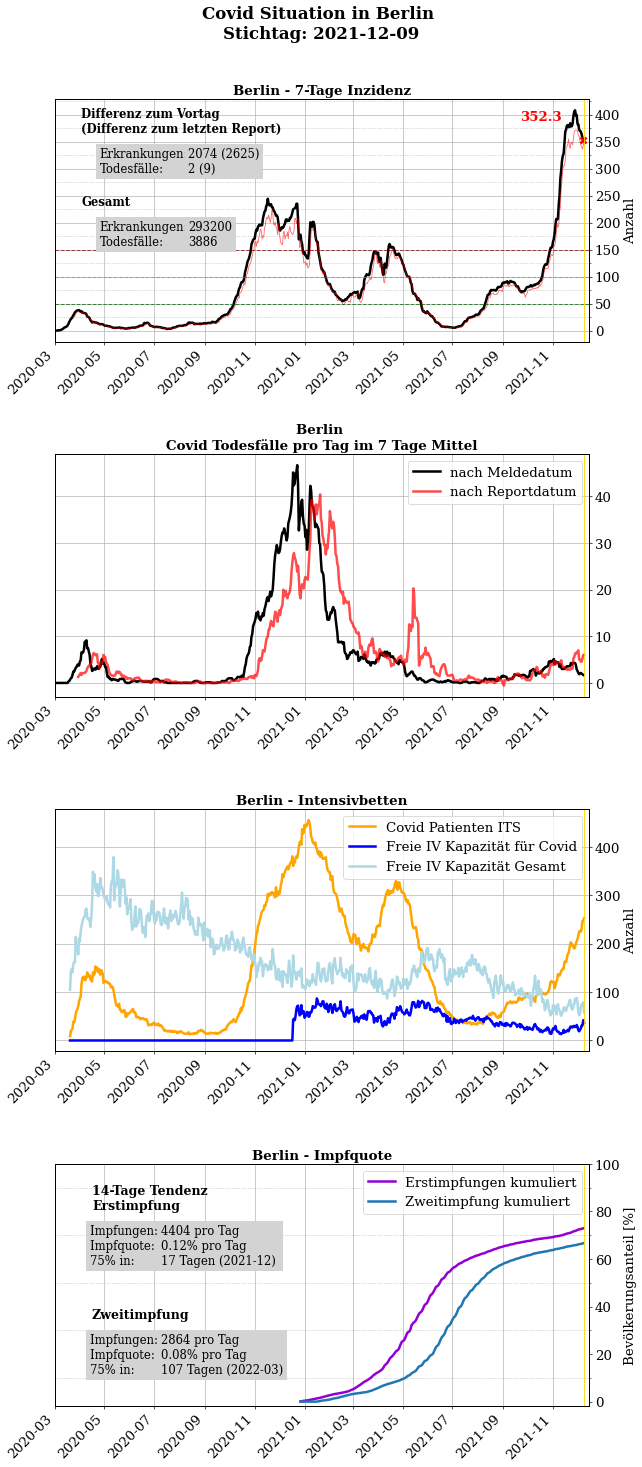 Covid Situation in Berlin
Stichtag: 2021-12-09
Berlin - 7-Tage Inzidenz
Differenz zum Vortag
(Differenz zum letzten Report)
Erkrankungen 2074 (2625)
Todesfälle: 2 (9)
Gesamt
Erkrankungen 293200
Todesfälle: 3886
352.3
400
350
300
250
200
150
100
50
0
Anzahl
2020-03
2020-05
2020-07
2020-09
2020-11
2021-01
2021-03
2021-05
2021-07
2021-09
2021-11
Berlin
Covid Todesfälle pro Tag im 7 Tage Mittel
nach Meldedatum
nach Reportdatum
40
30
20
10
0
2020-03
2020-05
2020-07
2020-09
2020-11
2021-01
2021-03
2021-05
2021-07
2021-09
2021-11
Berlin - Intensivbetten
Covid Patienten ITS
Freie IV Kapazität für Covid
Freie IV Kapazität Gesamt
400
300
200
100
0
Anzahl
2020-03
2020-05
2020-07
2020-09
2020-11
2021-01
2021-03
2021-05
2021-07
2021-09
2021-11
Berlin - Impfquote
14-Tage Tendenz
Erstimpfung
Impfungen: 4404 pro Tag
Impfquote: 0.12% pro Tag
75% in: 17 Tagen (2021-12)
Zweitimpfung
Impfungen: 2864 pro Tag
Impfquote: 0.08% pro Tag
75% in: 107 Tagen (2022-03)
Erstimpfungen kumuliert
Zweitimpfung kumuliert
100
80
60
40
20
0
Bevölkerungsanteil [%]
2020-03
2020-05
2020-07
2020-09
2020-11
2021-01
2021-03
2021-05
2021-07
2021-09
2021-11